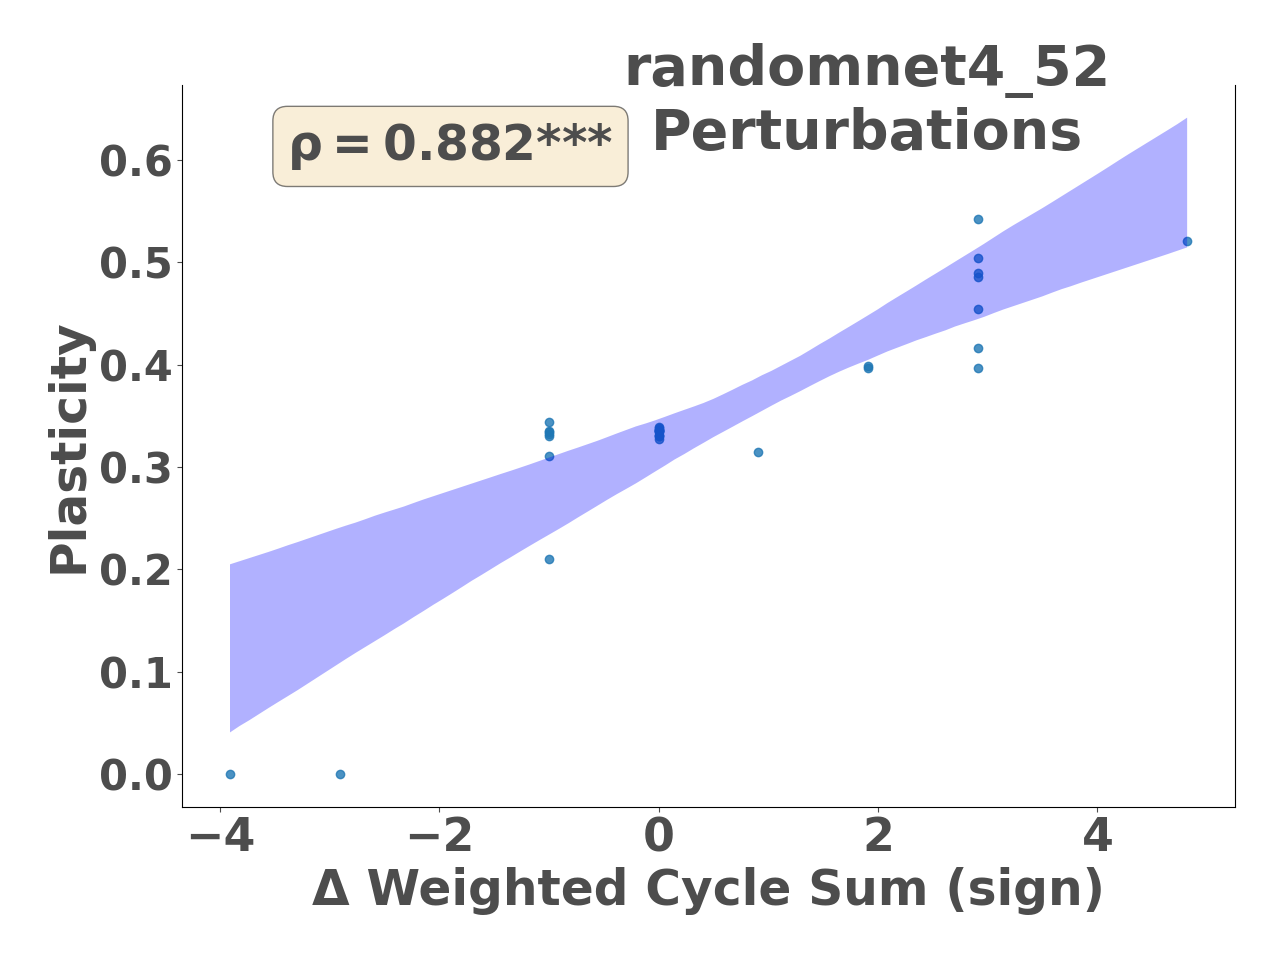 randomnet4_52
Perturbations
ρ = 0.882***
Plasticity
0.6
0.5
0.4
0.3
0.2
0.1
0.0
−4 −2 0 2 4
Δ Weighted Cycle Sum (sign)